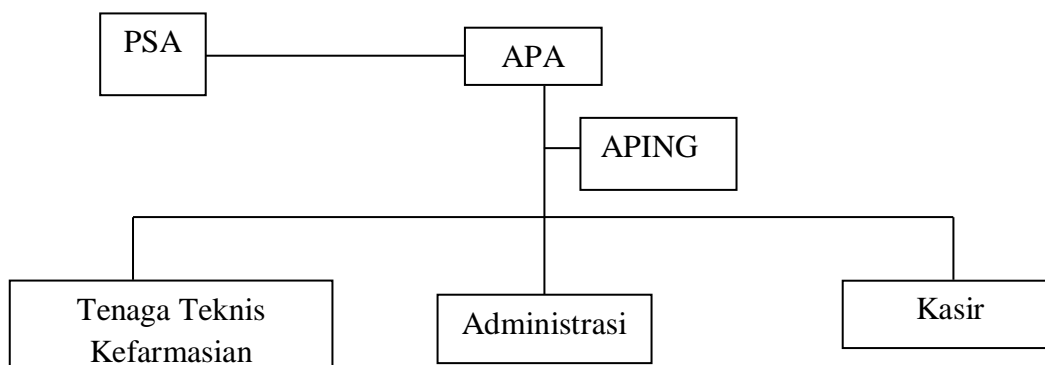 PSA
APA
APING
Tenaga Teknis
Kefarmasian
Administrasi
Kasir